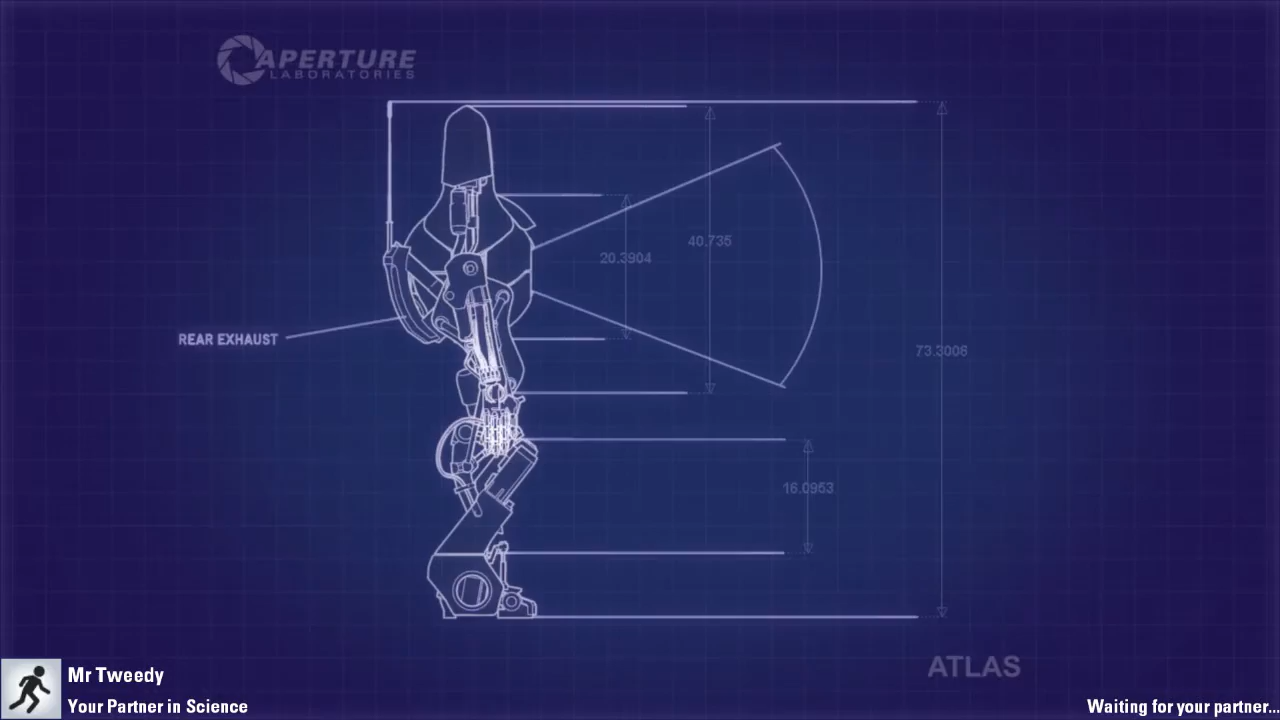 APERTURE
LABORATORIES
40.735
20.3904
REAR EXHAUST
73.3006
16.0953
ATLAS
Mr Tweedy
Your Partner in Science
Waiting for your partner...